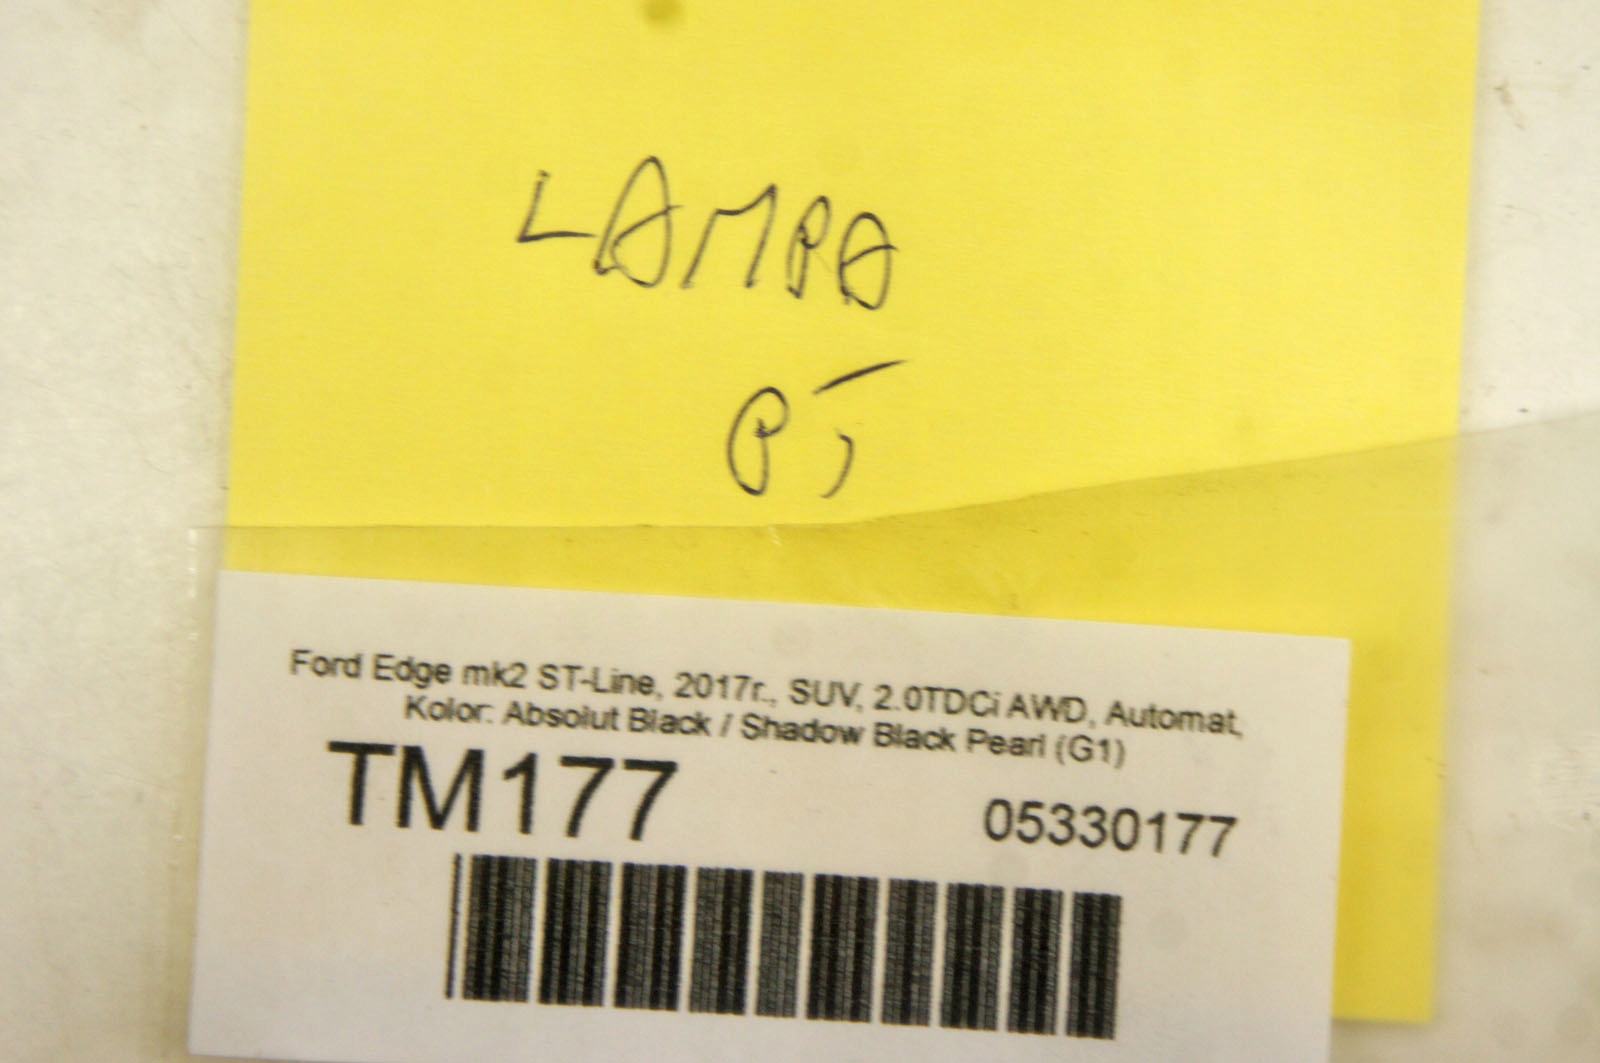 LAMPA
Ford Edge mk2 ST-Line, 2017r., SUV, 2.0TDCi AWD, Automat,
Kolor: Absolut Black / Shadow Black Pearl (G1)
TM177
05330177